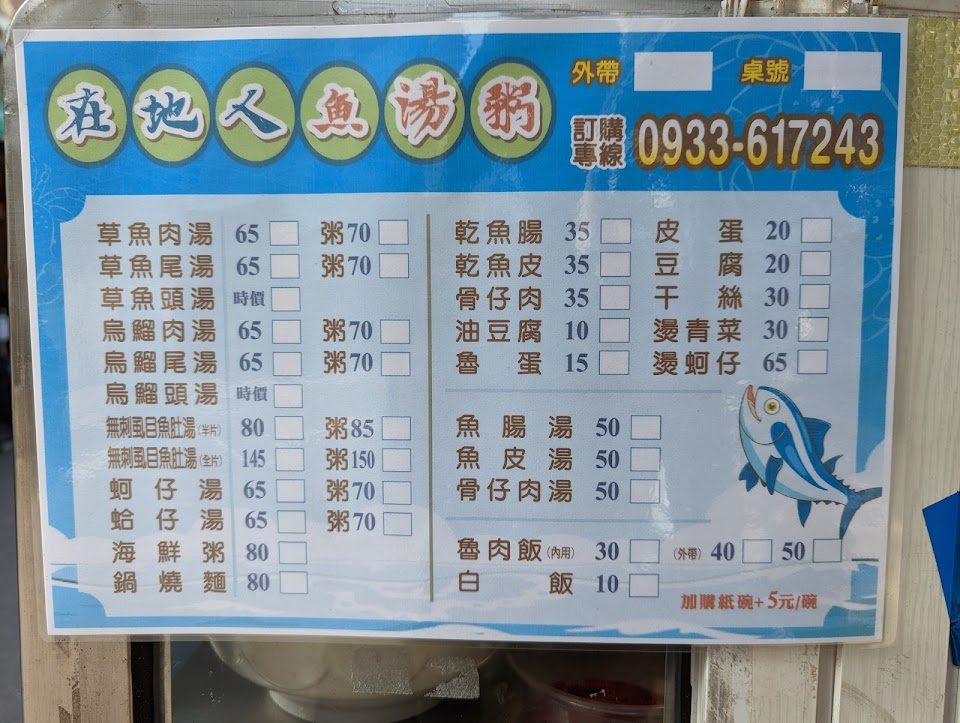 在地人魚湯粥
外帶 桌號
訂購專線 0933-617243
草魚肉湯 65 粥70
草魚尾湯 65 粥70
草魚頭湯 時價
烏鰡肉湯 65 粥70
烏鰡尾湯 65 粥70
烏鰡頭湯 時價
無刺虱目魚肚湯(半片) 80 粥85
無刺虱目魚肚湯(全片) 145 粥150
蚵仔湯 65 粥70
蛤仔湯 65 粥70
海鮮粥 80
鍋燒麵 80
乾魚腸 35 皮蛋 20
乾魚皮 35 豆腐 20
骨仔肉 35 干絲 30
油豆腐 10 燙青菜 30
魯蛋 15 燙蚵仔 65
魚腸湯 50
魚皮湯 50
骨仔肉湯 50
魯肉飯(內用) 30 (外帶) 40 50
白飯 10
加購紙碗+5元/碗